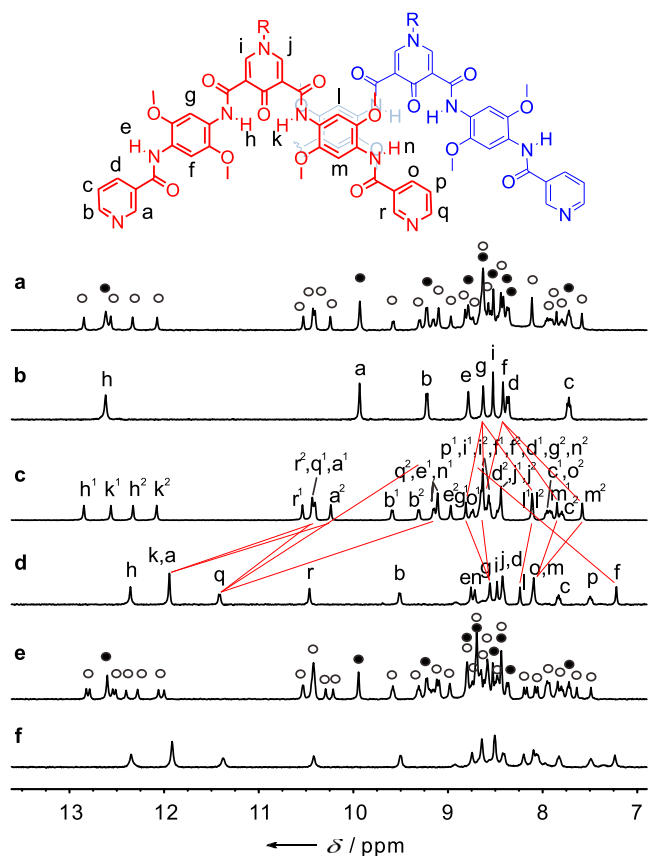 R R
i N j N
O O O O O O
g l
O N N O N
H H H H
e h k n
H N O O N H N H
d f m o p
c O O O O O O
b N a r N q N
a
b h a b e g i f d c
p¹,i¹,i²,f¹,f²,d¹,g²,n²
r²,q¹,a¹ q²,e¹,n¹ d²,j¹,j² c¹,o²
c h¹ k¹ h² k² r¹ a² b¹ b² e² g¹ o¹ l¹ l² m¹ c² m²
d h k,a q r b e n g i j,d l o,m c p f
e
f
13 12 11 10 9 8 7
δ / ppm